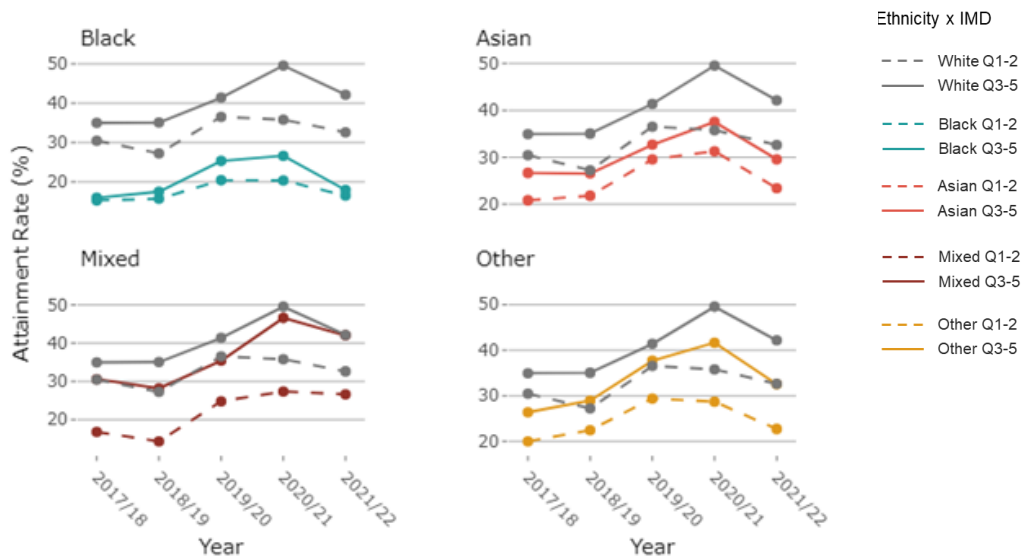 Black
50
40
30
20
Asian
50
40
30
20
Attainment Rate (%)
Mixed
50
40
30
20
2017/18
2018/19
2019/20
2020/21
2021/22
Year
Other
50
40
30
20
2017/18
2018/19
2019/20
2020/21
2021/22
Year
Ethnicity x IMD
White Q1-2
White Q3-5
Black Q1-2
Black Q3-5
Asian Q1-2
Asian Q3-5
Mixed Q1-2
Mixed Q3-5
Other Q1-2
Other Q3-5